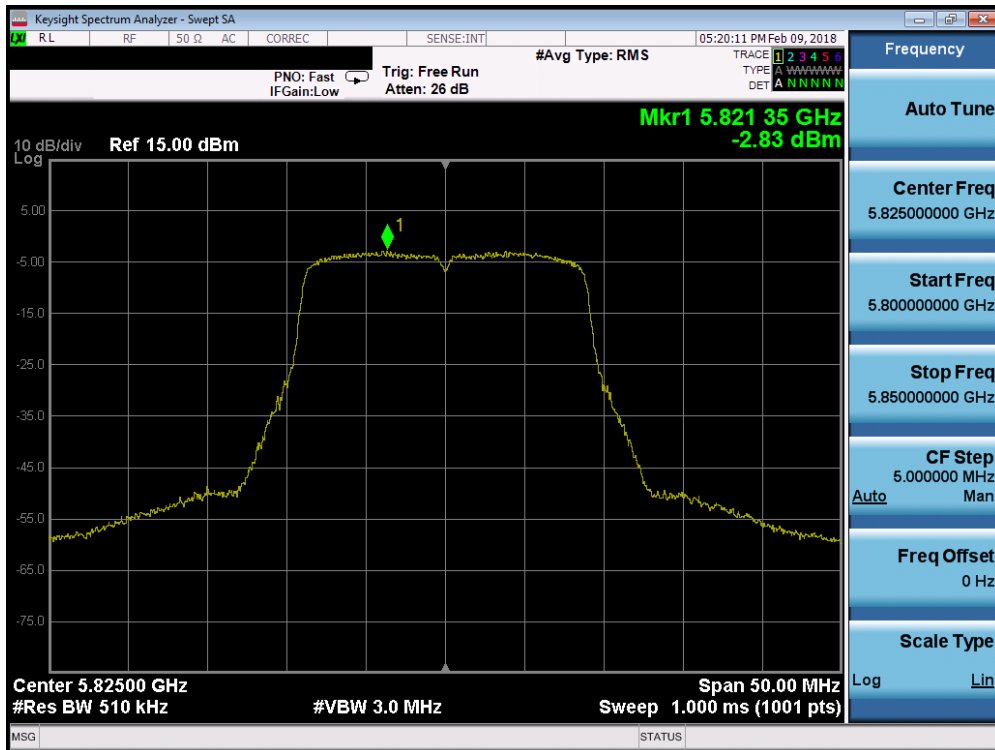 Keysight Spectrum Analyzer - Swept SA
LXI RL RF 50 Ω AC CORREC SENSE:INT 05:20:11 PM Feb 09, 2018
#Avg Type: RMS
TRACE 1 2 3 4 5 6
TYPE A WWWWW
DET A N N N N N
PNO: Fast
IFGain:Low
Trig: Free Run
Atten: 26 dB
Mkr1 5.821 35 GHz
-2.83 dBm
10 dB/div
Log
Ref 15.00 dBm
1
5.00
-5.00
-15.0
-25.0
-35.0
-45.0
-55.0
-65.0
-75.0
Center 5.82500 GHz
Span 50.00 MHz
#Res BW 510 kHz
#VBW 3.0 MHz
Sweep 1.000 ms (1001 pts)
MSG
STATUS
Frequency
Auto Tune
Center Freq
5.825000000 GHz
Start Freq
5.800000000 GHz
Stop Freq
5.850000000 GHz
CF Step
5.000000 MHz
Auto Man
Freq Offset
0 Hz
Scale Type
Log Lin